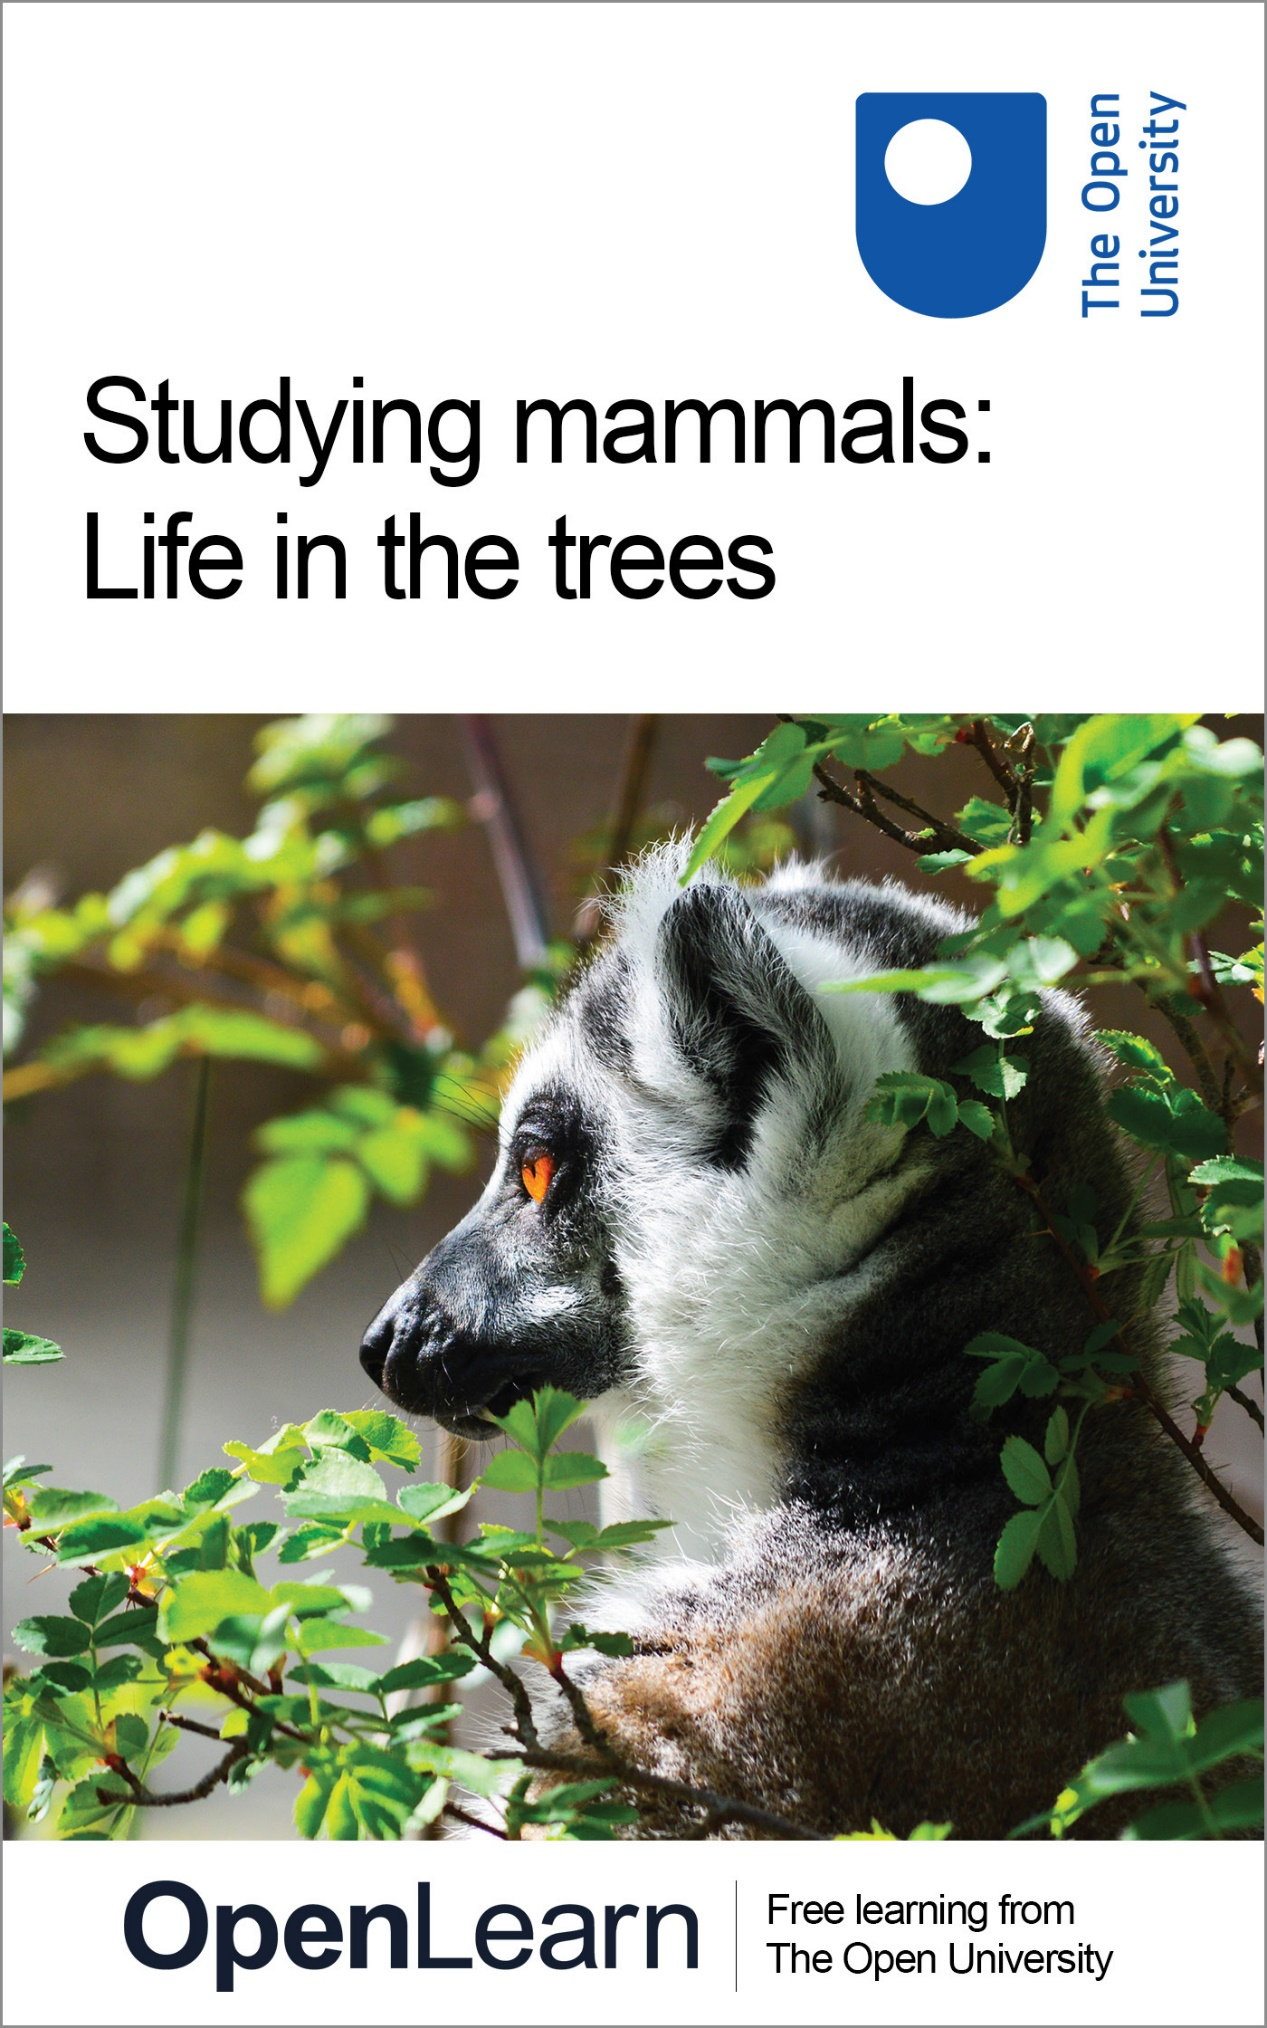 The Open
University
Studying mammals:
Life in the trees
OpenLearn
Free learning from
The Open University